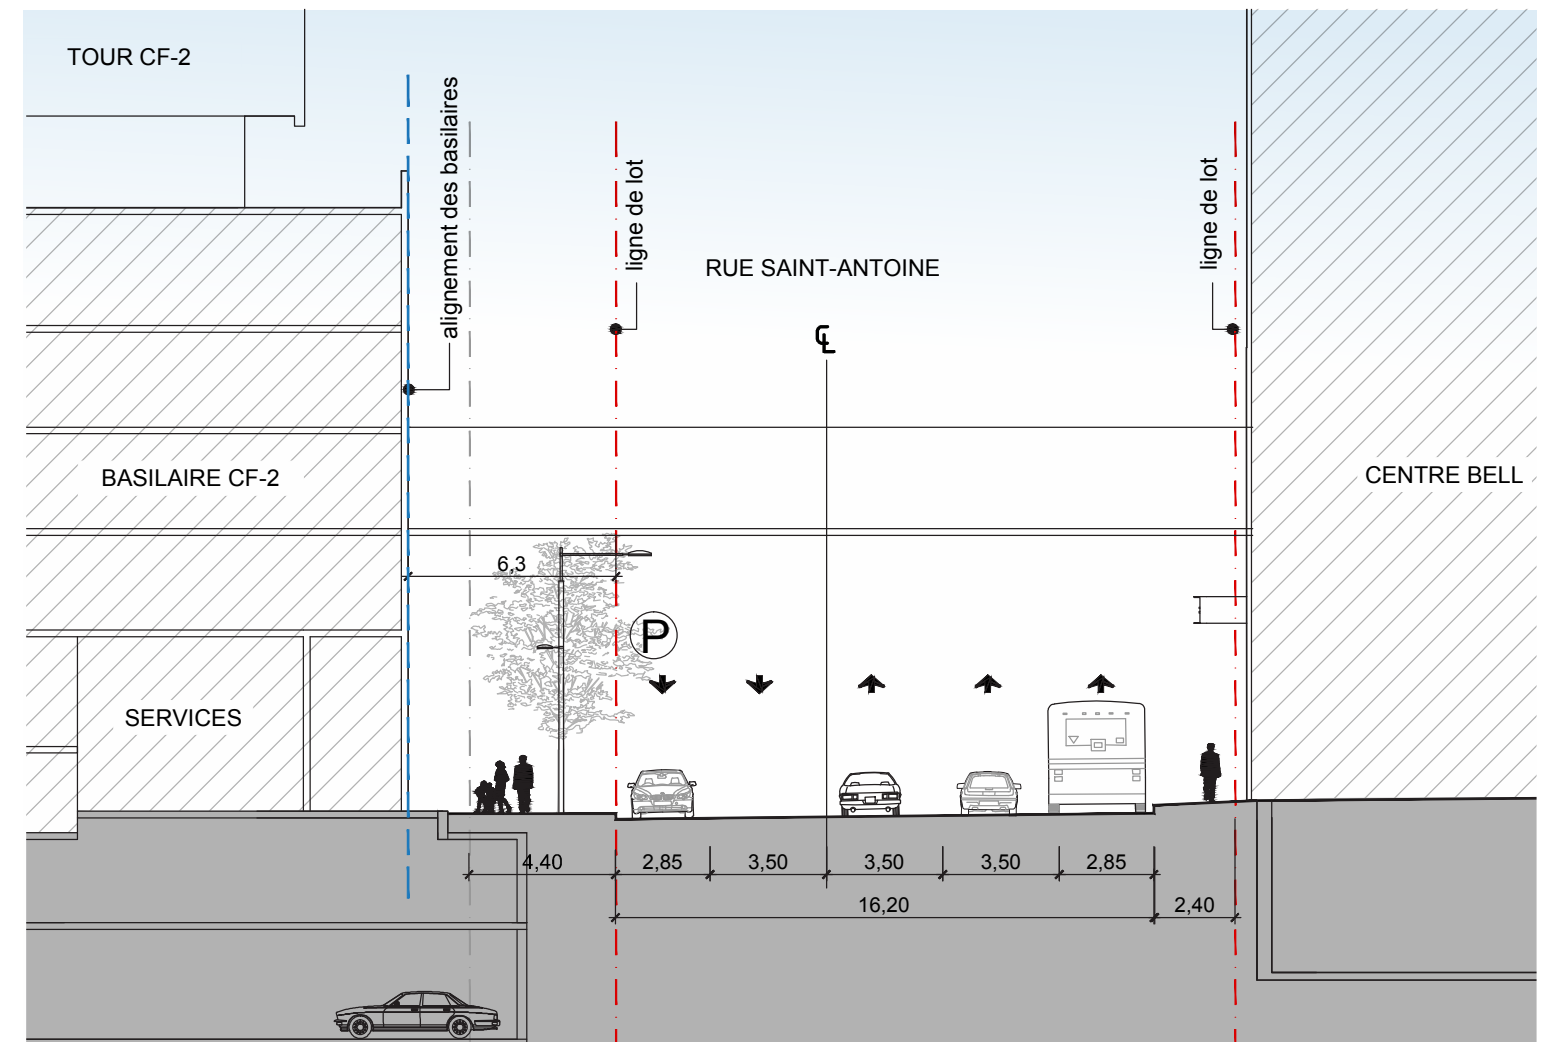 TOUR CF-2
alignement des basilaires
ligne de lot
ligne de lot
RUE SAINT-ANTOINE
℄
BASILAIRE CF-2
CENTRE BELL
6,3
P
SERVICES
4,40 2,85 3,50 3,50 3,50 2,85
16,20 2,40